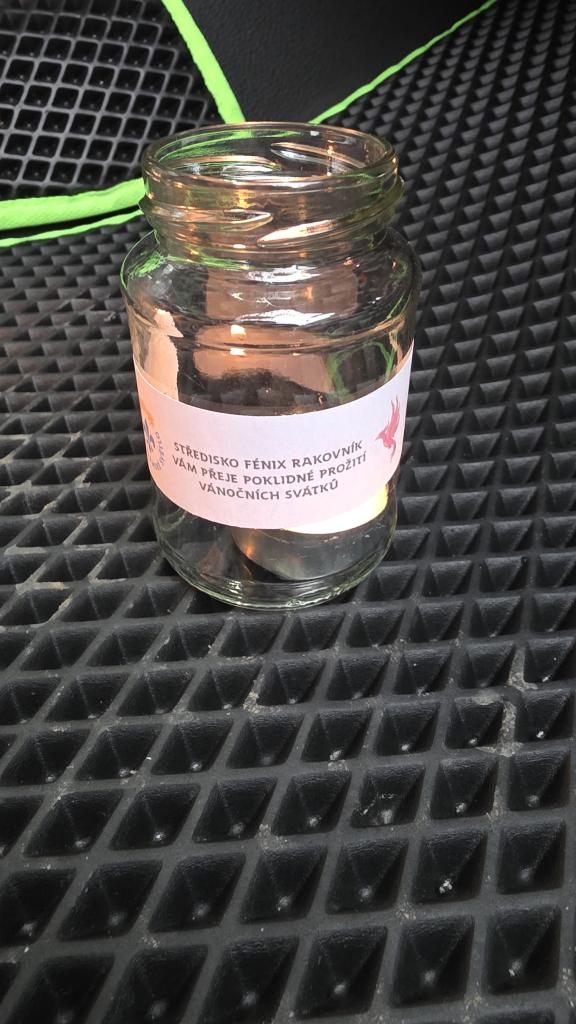 STŘEDISKO FÉNIX RAKOVNÍK
VÁM PŘEJE POKLIDNÉ PROŽITÍ
VÁNOČNÍCH SVÁTKŮ